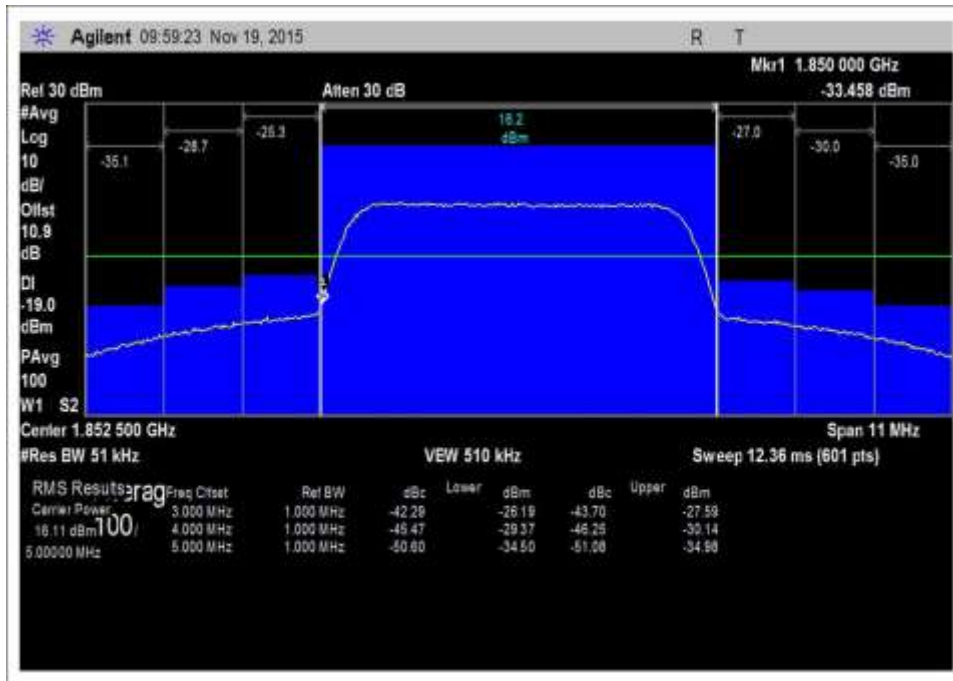 Agilent 09:59:23 Nov 19, 2015 R T
Mkr1 1.850 000 GHz
Ref 30 dBm Atten 30 dB -33.458 dBm
#Avg
Log
10
dB/
Offst
10.9
dB
DI
-19.0
dBm
PAvg
100
W1 S2
-35.1 -28.7 -25.3 16.2 dBm -27.0 -30.0 -35.0
Center 1.852 500 GHz Span 11 MHz
#Res BW 51 kHz VBW 510 kHz Sweep 12.36 ms (601 pts)
RMS Results Freq Offset Ref BW dBc Lower dBm dBc Upper dBm
Carrier Power 3.000 MHz 1.000 MHz -42.29 -26.19 -43.70 -27.59
16.11 dBm 100/ 4.000 MHz 1.000 MHz -45.47 -29.37 -46.25 -30.14
5.00000 MHz 5.000 MHz 1.000 MHz -50.60 -34.50 -51.08 -34.98